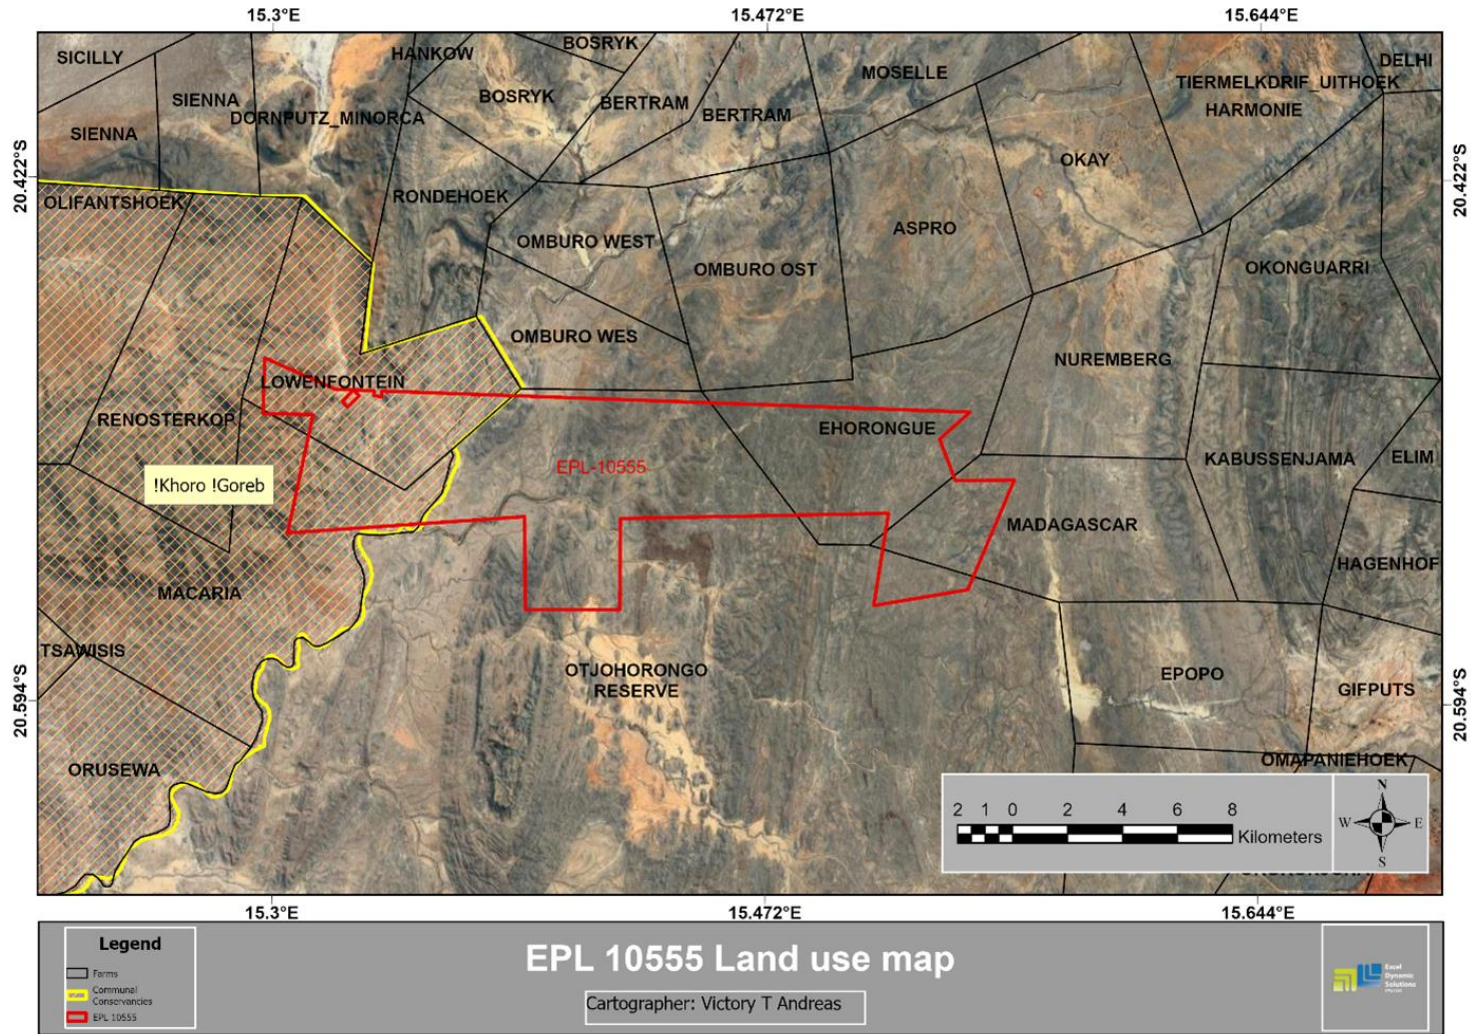 15.3°E
15.472°E
15.644°E
20.422°S
20.422°S
20.594°S
20.594°S
SICILLY
HANKOW
BOSRYK
DELHI
MOSELLE
TIERMELKDRIF_UITHOEK
SIENNA
BOSRYK
BERTRAM
BERTRAM
HARMONIE
DORNPUTZ_MINORCA
SIENNA
OKAY
OLIFANTSHOEK
RONDEHOEK
ASPRO
OMBURO WEST
OMBURO OST
OKONGUARRI
OMBURO WES
NUREMBERG
LOWENFONTEIN
RENOSTERKOP
EHORONGUE
EPL-10555
KABUSSENJAMA
ELIM
!Khoro !Goreb
MADAGASCAR
HAGENHOF
MACARIA
TSAWISIS
OTJOHORONGO
RESERVE
EPOPO
GIFPUTS
ORUSEWA
OMAPANIEHOEK
2 1 0 2 4 6 8
Kilometers
N
W E
S
15.3°E
15.472°E
15.644°E
Legend
Farms
Communal
Conservancies
EPL 10555
EPL 10555 Land use map
Cartographer: Victory T Andreas
Excel
Dynamic
Solutions